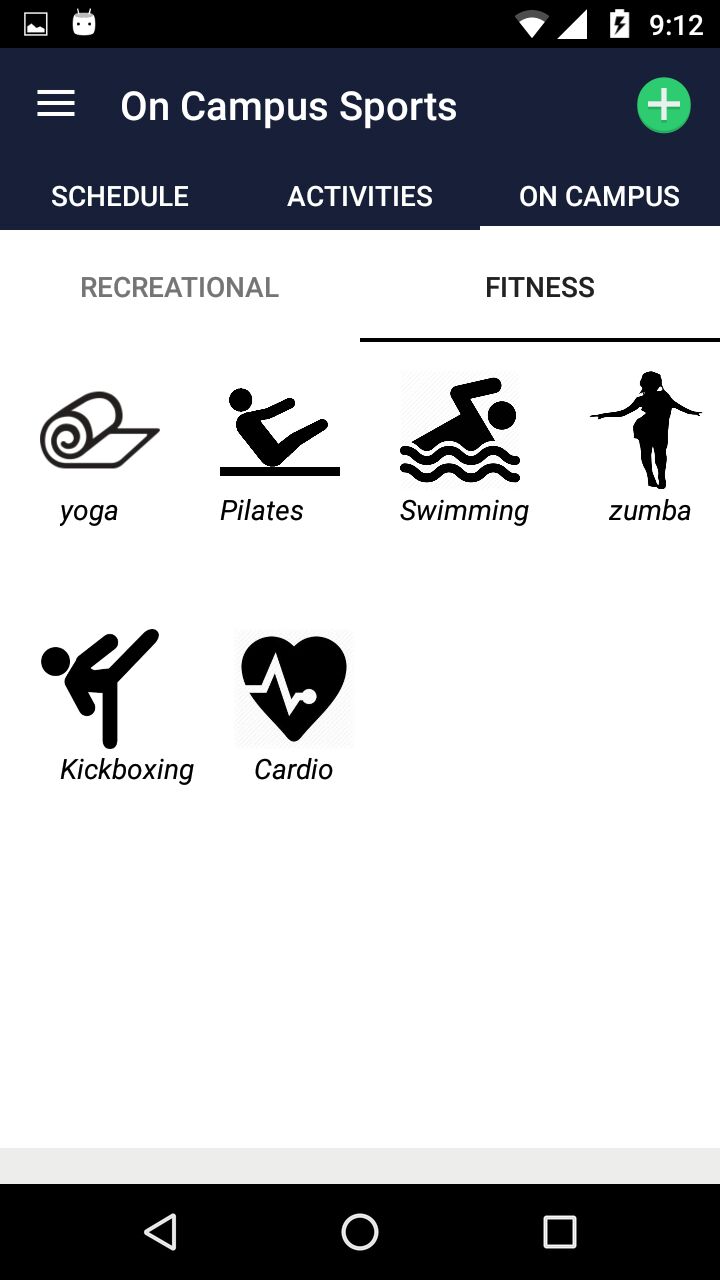 9:12
On Campus Sports
SCHEDULE ACTIVITIES ON CAMPUS
RECREATIONAL FITNESS
yoga Pilates Swimming zumba
Kickboxing Cardio